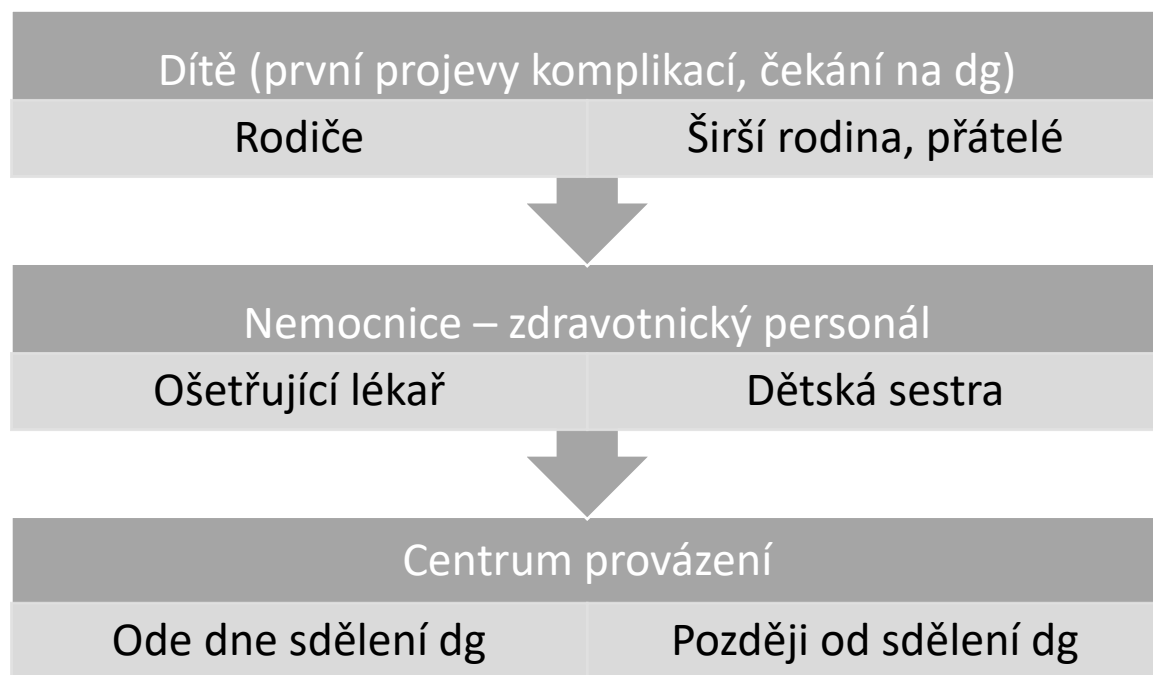 Dítě (první projevy komplikací, čekání na dg)
Rodiče
Širší rodina, přátelé
Nemocnice – zdravotnický personál
Ošetřující lékař
Dětská sestra
Centrum provázení
Ode dne sdělení dg
Později od sdělení dg